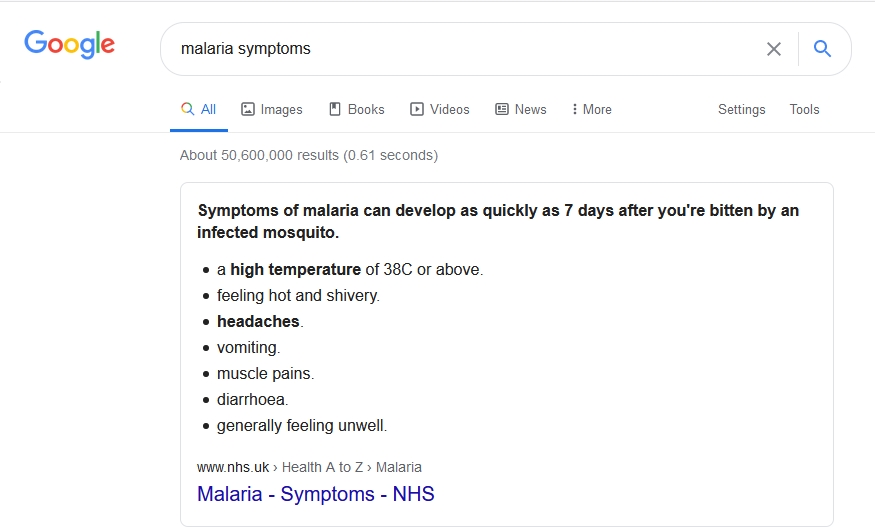 Google
malaria symptoms
All Images Books Videos News More Settings Tools
About 50,600,000 results (0.61 seconds)
Symptoms of malaria can develop as quickly as 7 days after you're bitten by an
infected mosquito.
• a high temperature of 38C or above.
• feeling hot and shivery.
• headaches.
• vomiting.
• muscle pains.
• diarrhoea.
• generally feeling unwell.
www.nhs.uk › Health A to Z › Malaria
Malaria - Symptoms - NHS